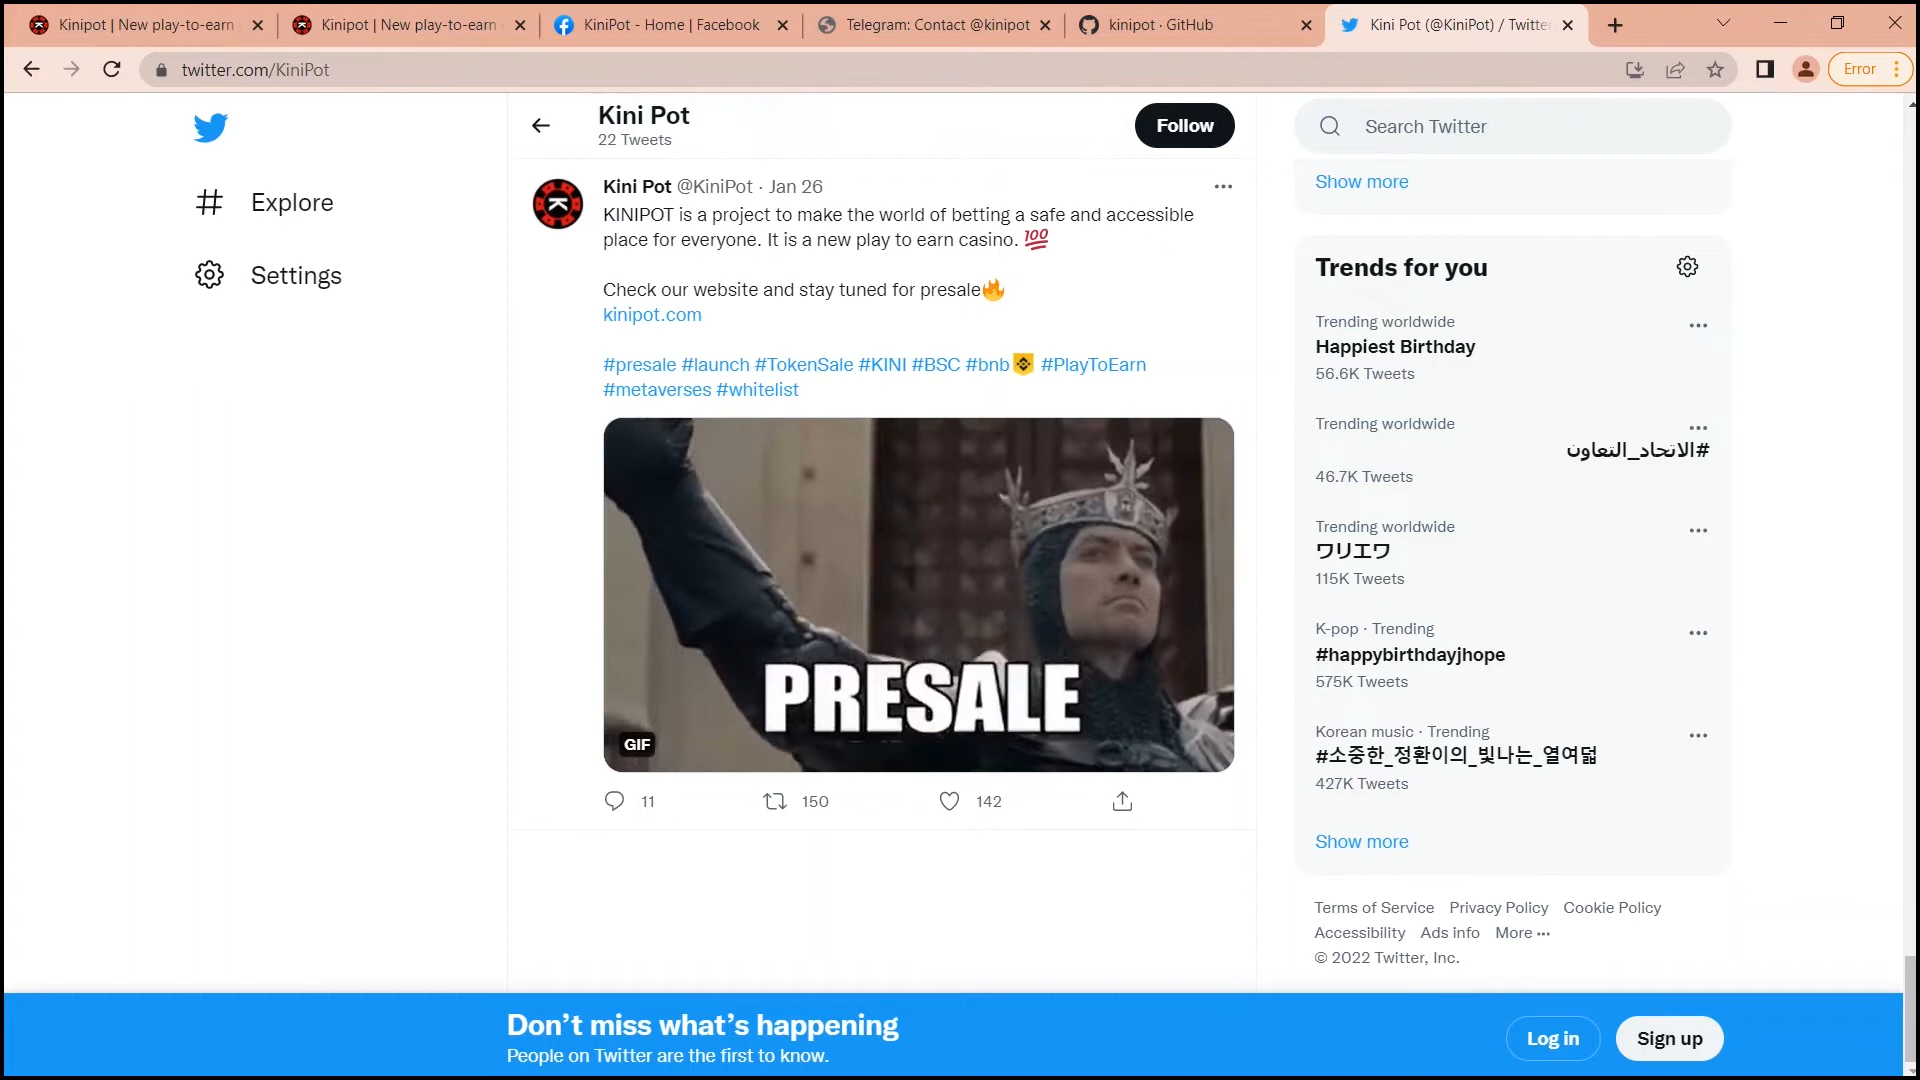 Kinipot | New play-to-earn
Kinipot | New play-to-earn
KiniPot - Home | Facebook
Telegram: Contact @kinipot
kinipot · GitHub
Kini Pot (@KiniPot) / Twitter
twitter.com/KiniPot
Error
Explore
Settings
Kini Pot
22 Tweets
Follow
Kini Pot @KiniPot · Jan 26
KINIPOT is a project to make the world of betting a safe and accessible
place for everyone. It is a new play to earn casino. 💯
Check our website and stay tuned for presale🔥
kinipot.com
#presale #launch #TokenSale #KINI #BSC #bnb #PlayToEarn
#metaverses #whitelist
PRESALE
GIF
11
150
142
Search Twitter
Show more
Trends for you
Trending worldwide
Happiest Birthday
56.6K Tweets
Trending worldwide
#الاتحاد_التعاون
46.7K Tweets
Trending worldwide
ワリエワ
115K Tweets
K-pop · Trending
#happybirthdayjhope
575K Tweets
Korean music · Trending
#소중한_정환이의_빛나는_열여덟
427K Tweets
Show more
Terms of Service Privacy Policy Cookie Policy
Accessibility Ads info More ···
© 2022 Twitter, Inc.
Don’t miss what’s happening
People on Twitter are the first to know.
Log in
Sign up